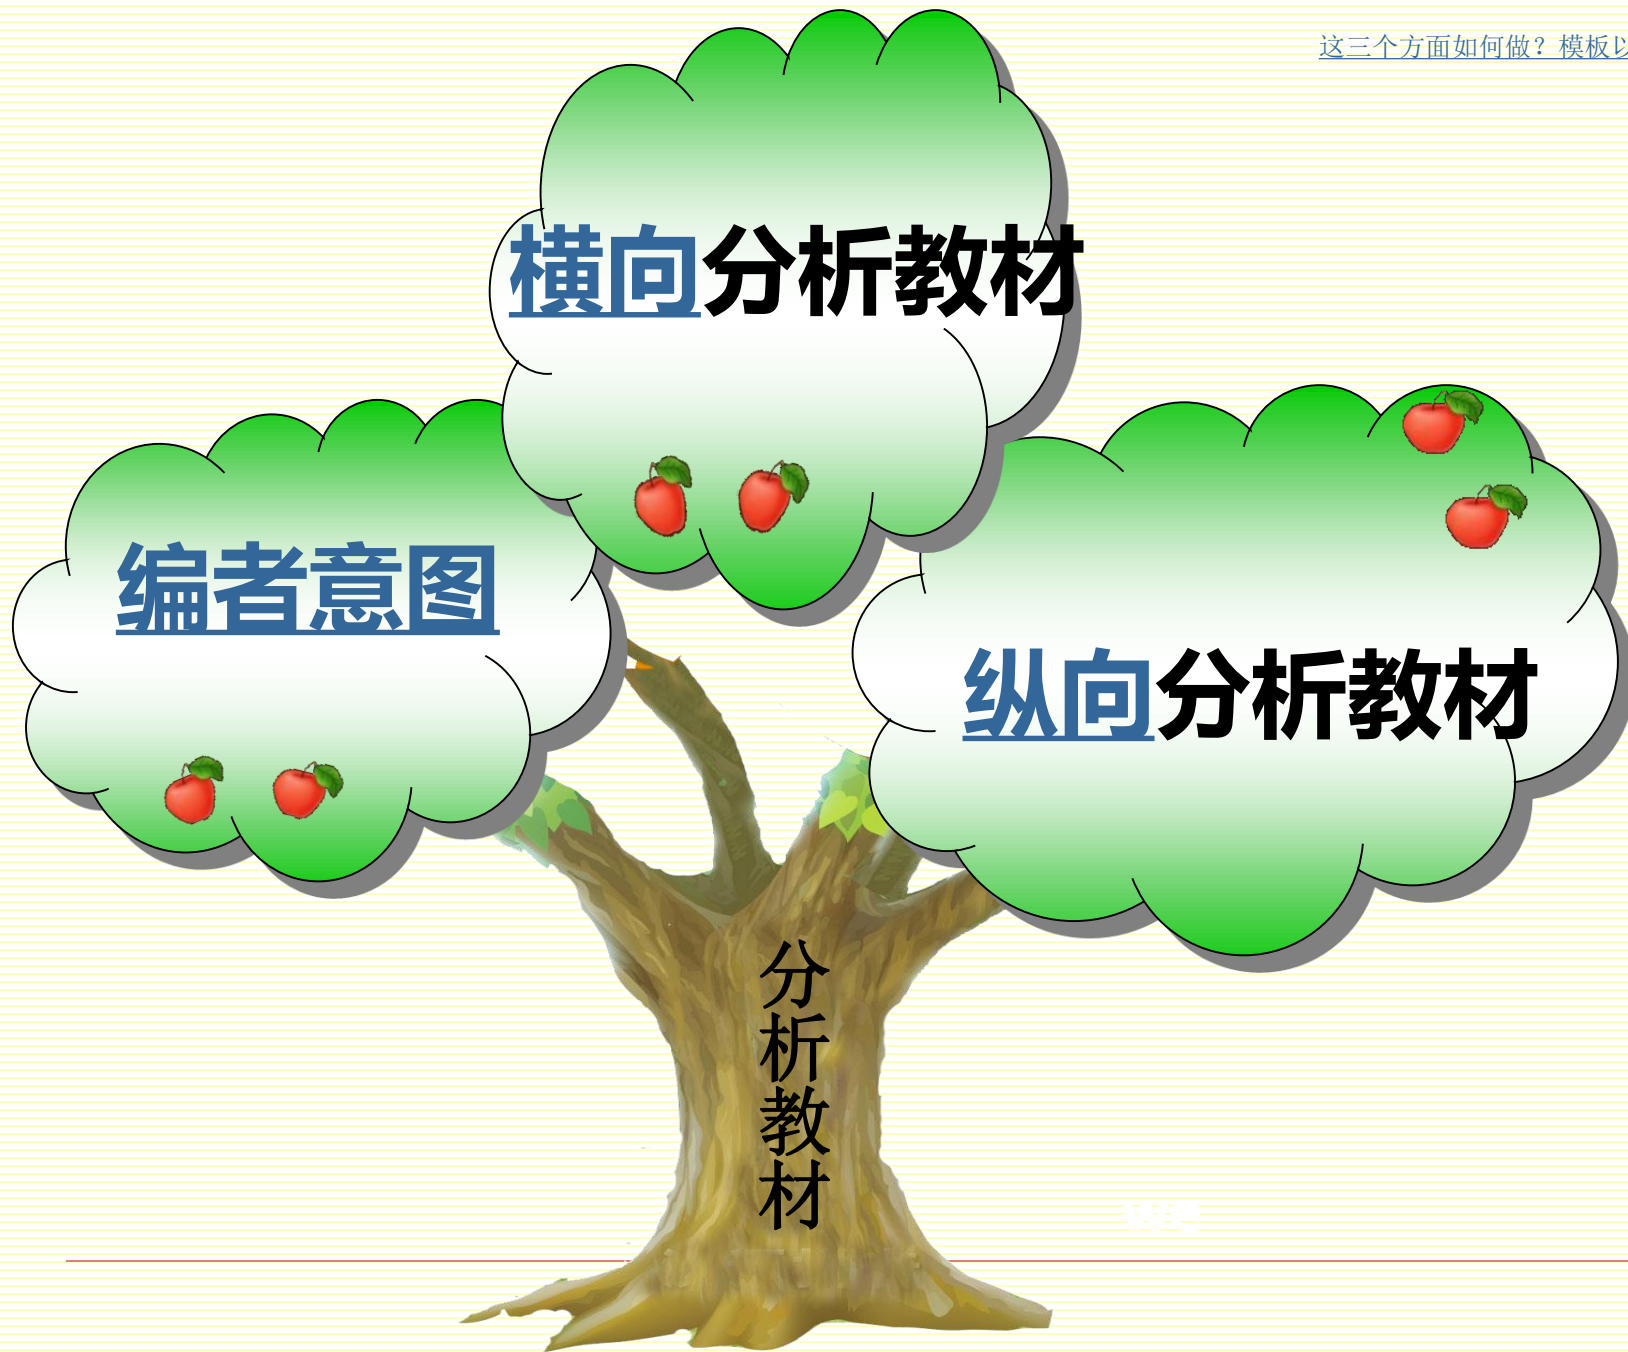 这三个方面如何做？模板以
横向分析教材
编者意图
纵向分析教材
分析教材